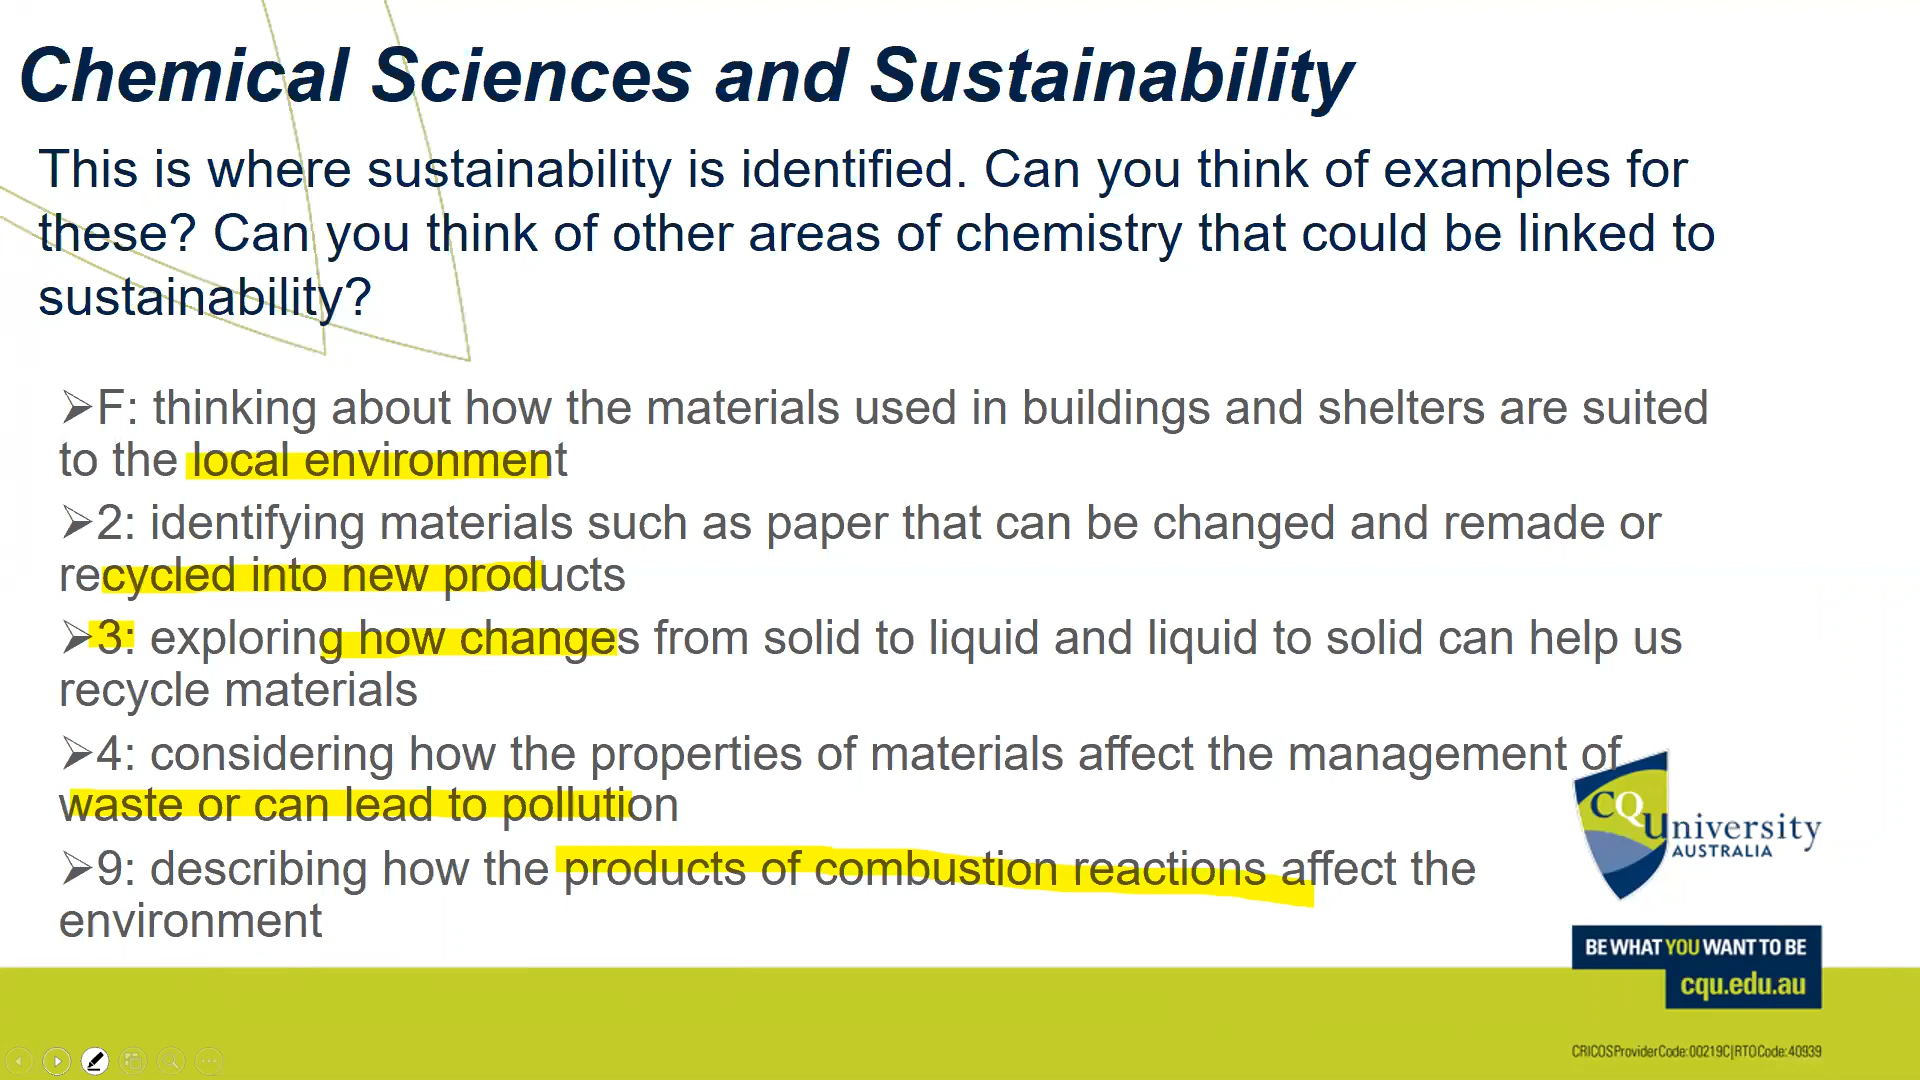 Chemical Sciences and Sustainability
This is where sustainability is identified. Can you think of examples for
these? Can you think of other areas of chemistry that could be linked to
sustainability?
➢F: thinking about how the materials used in buildings and shelters are suited
to the local environment
➢2: identifying materials such as paper that can be changed and remade or
recycled into new products
➢3: exploring how changes from solid to liquid and liquid to solid can help us
recycle materials
➢4: considering how the properties of materials affect the management of
waste or can lead to pollution
➢9: describing how the products of combustion reactions affect the
environment
CQUniversity
AUSTRALIA
BE WHAT YOU WANT TO BE
cqu.edu.au
CRICOS Provider Code: 00219C | RTO Code: 40939